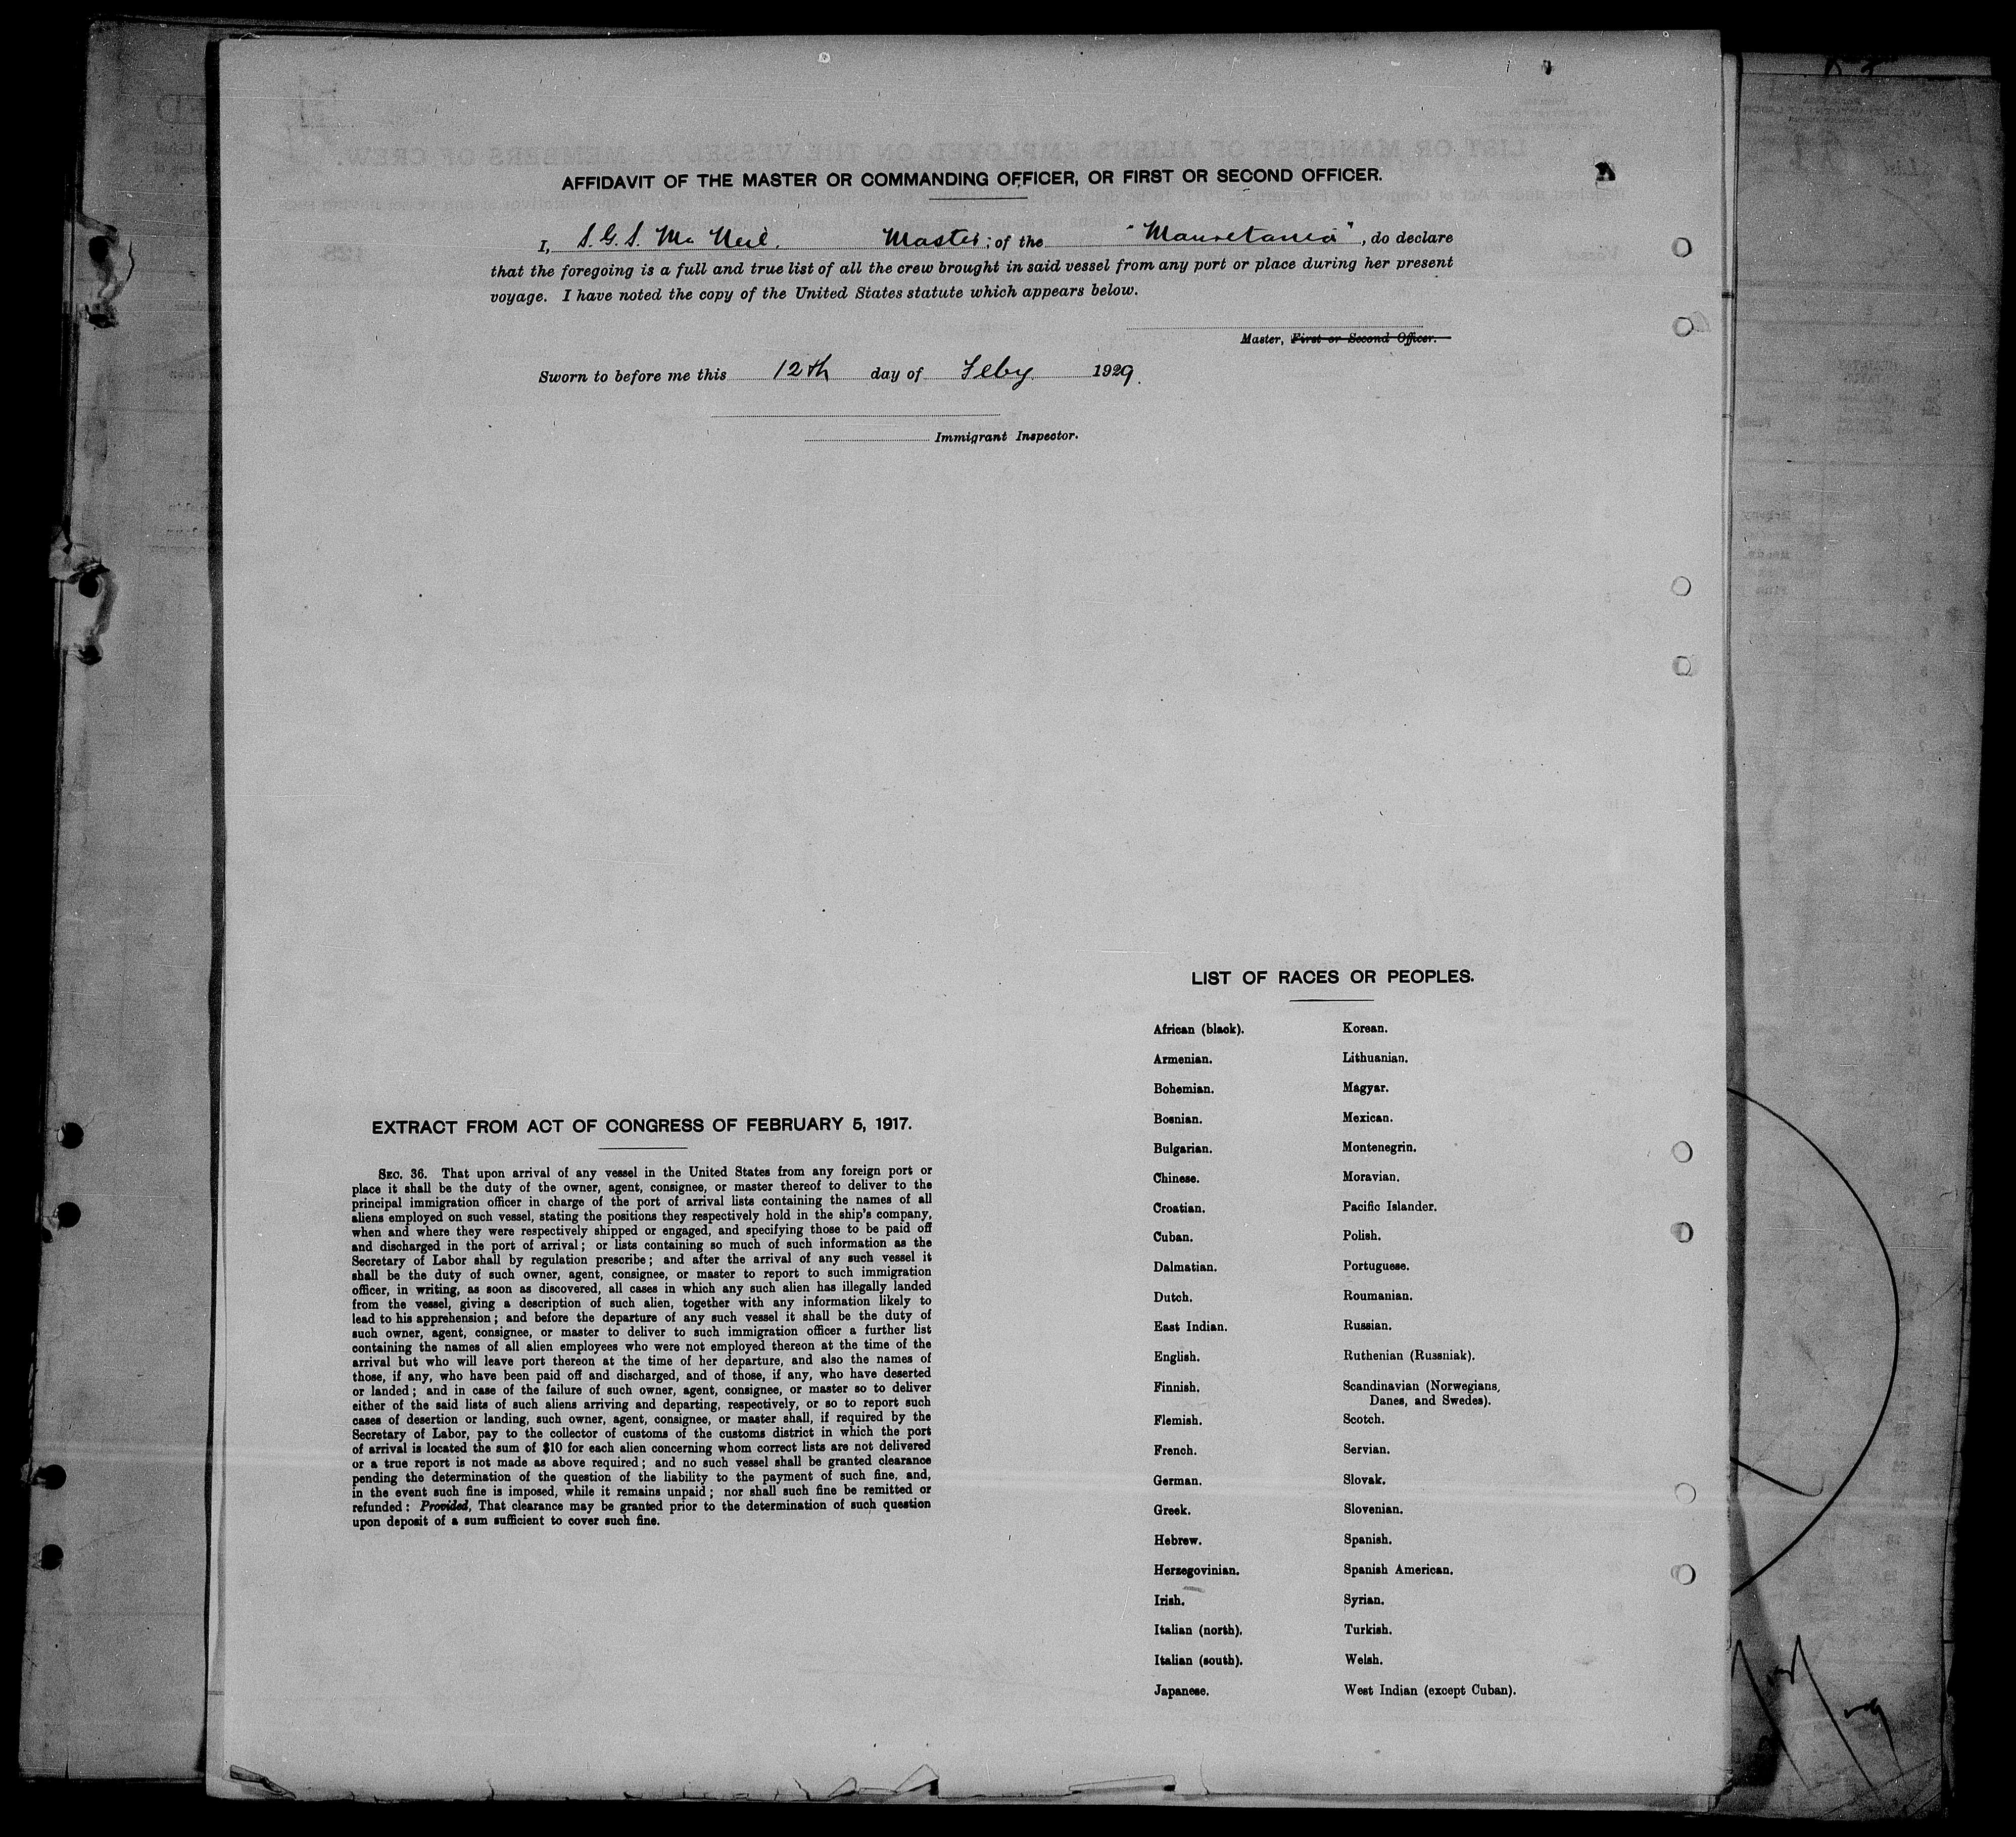 AFFIDAVIT OF THE MASTER OR COMMANDING OFFICER, OR FIRST OR SECOND OFFICER.
I, S. G. S. Mc Neil. Master, of the "Mauretania", do declare
that the foregoing is a full and true list of all the crew brought in said vessel from any port or place during her present
voyage. I have noted the copy of the United States statute which appears below.
Master, First or Second Officer.
Sworn to before me this 12th day of Feby 1929.
Immigrant Inspector.
EXTRACT FROM ACT OF CONGRESS OF FEBRUARY 5, 1917.
SEC. 36. That upon arrival of any vessel in the United States from any foreign port or
place it shall be the duty of the owner, agent, consignee, or master thereof to deliver to the
principal immigration officer in charge of the port of arrival lists containing the names of all
aliens employed on such vessel, stating the positions they respectively hold in the ship's company,
when and where they were respectively shipped or engaged, and specifying those to be paid off
and discharged in the port of arrival; or lists containing so much of such information as the
Secretary of Labor shall by regulation prescribe; and after the arrival of any such vessel it
shall be the duty of such owner, agent, consignee, or master to report to such immigration
officer, in writing, as soon as discovered, all cases in which any such alien has illegally landed
from the vessel, giving a description of such alien, together with any information likely to
lead to his apprehension; and before the departure of any such vessel it shall be the duty of
such owner, agent, consignee, or master to deliver to such immigration officer a further list
containing the names of all alien employees who were not employed thereon at the time of the
arrival but who will leave port thereon at the time of her departure, and also the names of
those, if any, who have been paid off and discharged, and of those, if any, who have deserted
or landed; and in case of the failure of such owner, agent, consignee, or master so to deliver
either of the said lists of such aliens arriving and departing, respectively, or so to report such
cases of desertion or landing, such owner, agent, consignee, or master shall, if required by the
Secretary of Labor, pay to the collector of customs of the customs district in which the port
of arrival is located the sum of $10 for each alien concerning whom correct lists are not delivered
or a true report is not made as above required; and no such vessel shall be granted clearance
pending the determination of the question of the liability to the payment of such fine, and,
in the event such fine is imposed, while it remains unpaid; nor shall such fine be remitted or
refunded: Provided, That clearance may be granted prior to the determination of such question
upon deposit of a sum sufficient to cover such fine.
LIST OF RACES OR PEOPLES.
African (black).
Armenian.
Bohemian.
Bosnian.
Bulgarian.
Chinese.
Croatian.
Cuban.
Dalmatian.
Dutch.
East Indian.
English.
Finnish.
Flemish.
French.
German.
Greek.
Hebrew.
Herzegovinian.
Irish.
Italian (north).
Italian (south).
Japanese.
Korean.
Lithuanian.
Magyar.
Mexican.
Montenegrin.
Moravian.
Pacific Islander.
Polish.
Portuguese.
Roumanian.
Russian.
Ruthenian (Russniak).
Scandinavian (Norwegians,
Danes, and Swedes).
Scotch.
Servian.
Slovak.
Slovenian.
Spanish.
Spanish American.
Syrian.
Turkish.
Welsh.
West Indian (except Cuban).